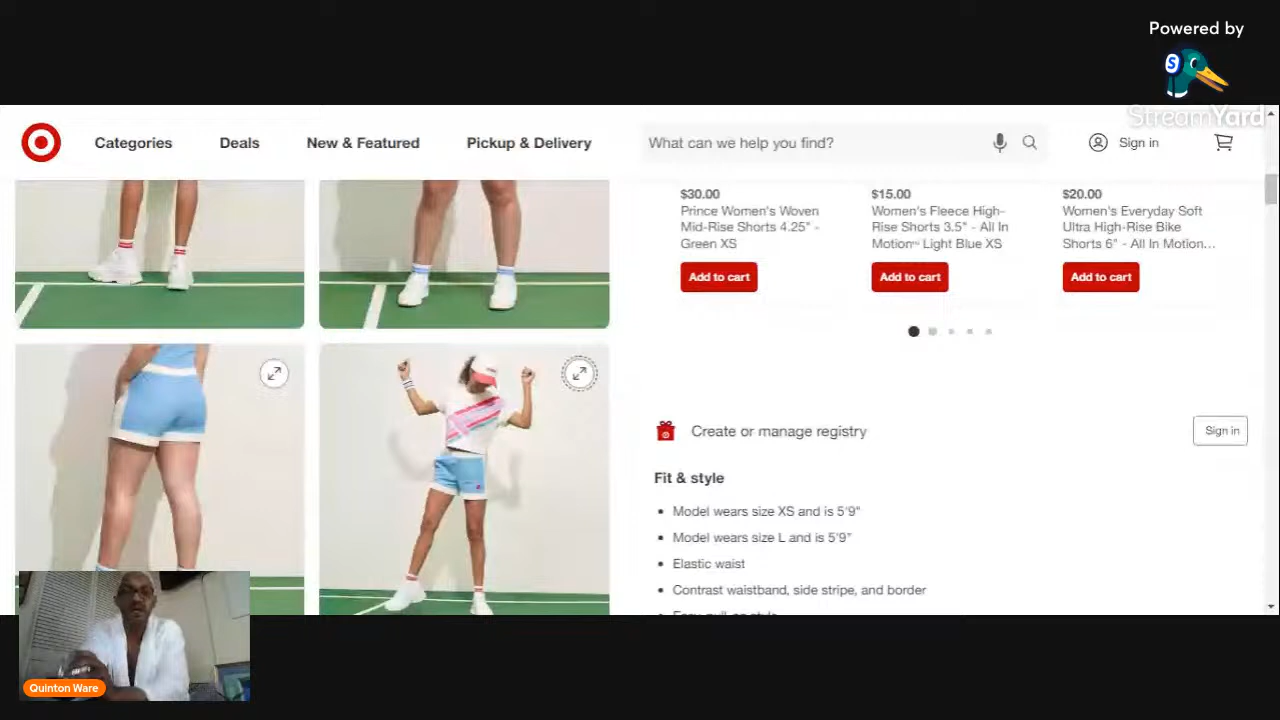 Powered by
StreamYard
Categories
Deals
New & Featured
Pickup & Delivery
What can we help you find?
Sign in
$30.00
Prince Women's Woven
Mid-Rise Shorts 4.25" -
Green XS
Add to cart
$15.00
Women's Fleece High-
Rise Shorts 3.5" - All In
Motion™ Light Blue XS
Add to cart
$20.00
Women's Everyday Soft
Ultra High-Rise Bike
Shorts 6" - All In Motion...
Add to cart
Create or manage registry
Sign in
Fit & style
Model wears size XS and is 5'9"
Model wears size L and is 5'9"
Elastic waist
Contrast waistband, side stripe, and border
Quinton Ware